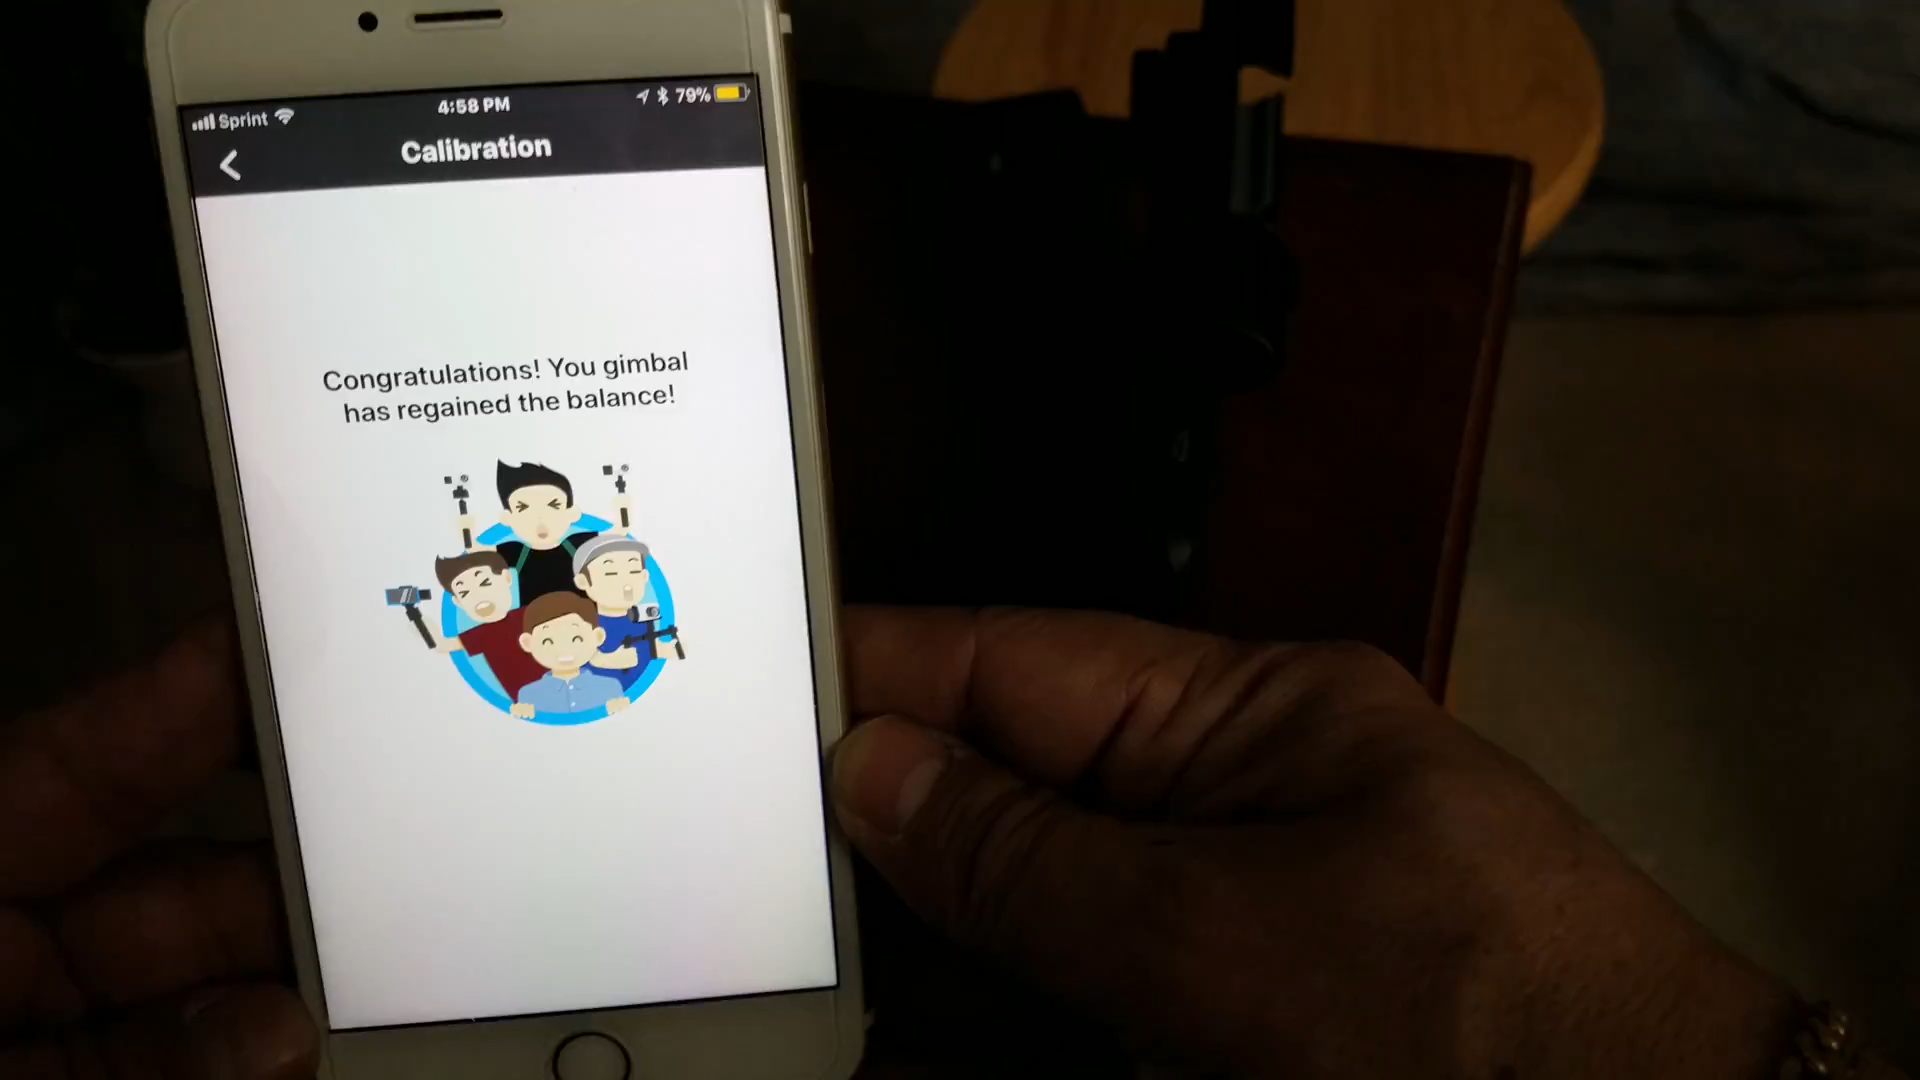 Sprint 4:58 PM 79%
Calibration
Congratulations! You gimbal
has regained the balance!